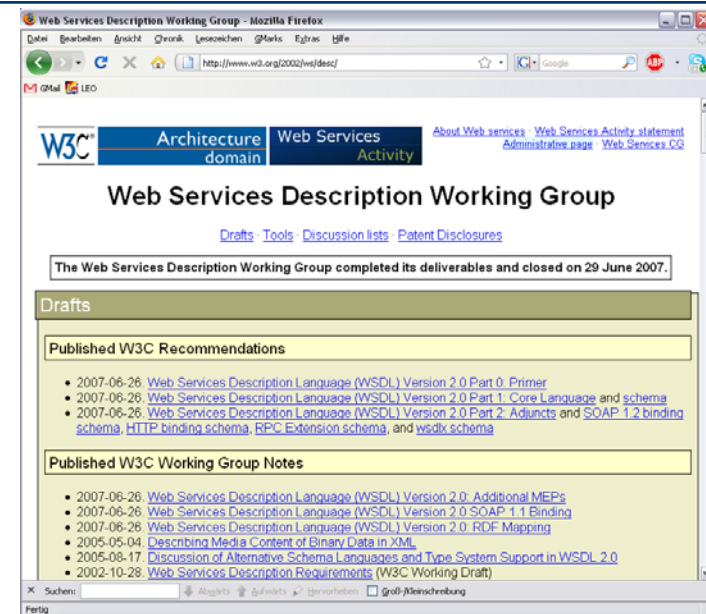 Web Services Description Working Group - Mozilla Firefox
Datei Bearbeiten Ansicht Chronik Lesezeichen GMarks Extras Hilfe
http://www.w3.org/2002/ws/desc/ Google ABP
GMail LEO
W3C Architecture domain Web Services Activity
About Web services · Web Services Activity statement
Administrative page · Web Services CG
Web Services Description Working Group
Drafts · Tools · Discussion lists · Patent Disclosures
The Web Services Description Working Group completed its deliverables and closed on 29 June 2007.
Drafts
Published W3C Recommendations
• 2007-06-26. Web Services Description Language (WSDL) Version 2.0 Part 0: Primer
• 2007-06-26. Web Services Description Language (WSDL) Version 2.0 Part 1: Core Language and schema
• 2007-06-26. Web Services Description Language (WSDL) Version 2.0 Part 2: Adjuncts and SOAP 1.2 binding
schema, HTTP binding schema, RPC Extension schema, and wsdlx schema
Published W3C Working Group Notes
• 2007-06-26. Web Services Description Language (WSDL) Version 2.0: Additional MEPs
• 2007-06-26. Web Services Description Language (WSDL) Version 2.0 SOAP 1.1 Binding
• 2007-06-26. Web Services Description Language (WSDL) Version 2.0: RDF Mapping
• 2005-05-04. Describing Media Content of Binary Data in XML
• 2005-08-17. Discussion of Alternative Schema Languages and Type System Support in WSDL 2.0
• 2002-10-28. Web Services Description Requirements (W3C Working Draft)
Suchen: Abwärts Aufwärts Hervorheben Groß-/Kleinschreibung
Fertig